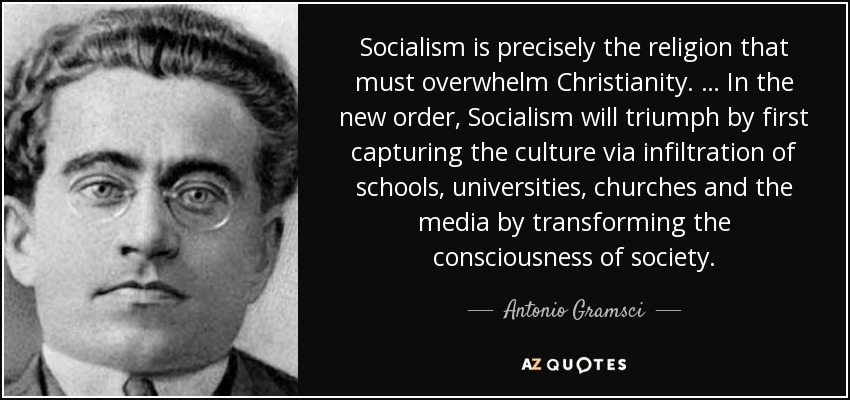 Socialism is precisely the religion that
must overwhelm Christianity. ... In the
new order, Socialism will triumph by first
capturing the culture via infiltration of
schools, universities, churches and the
media by transforming the
consciousness of society.
Antonio Gramsci
AZ QUOTES